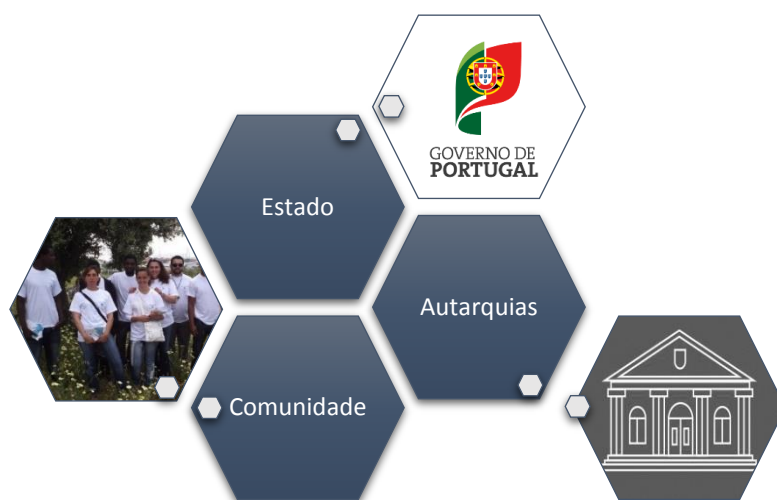 GOVERNO DE
PORTUGAL
Estado
Autarquias
Comunidade